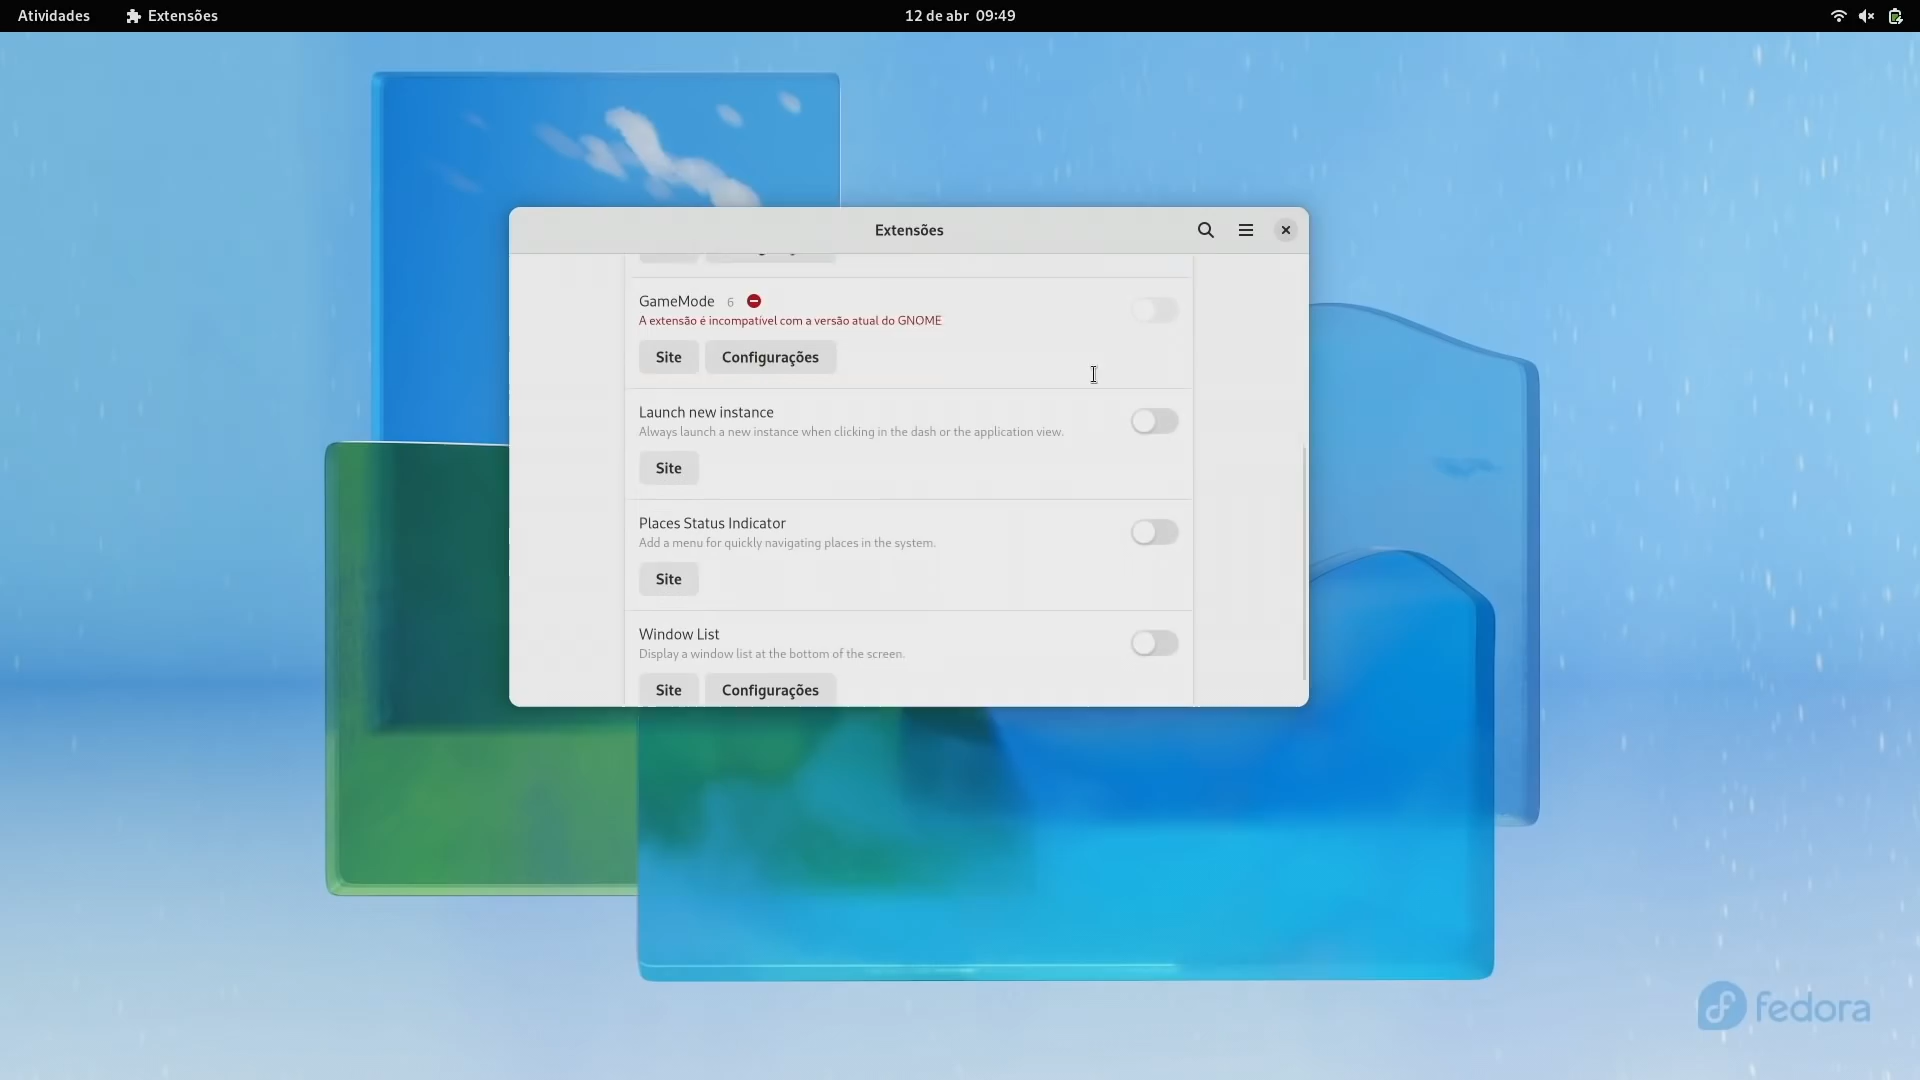 Atividades Extensões 12 de abr 09:49
Extensões
GameMode 6
A extensão é incompatível com a versão atual do GNOME
Site Configurações
Launch new instance
Always launch a new instance when clicking in the dash or the application view.
Site
Places Status Indicator
Add a menu for quickly navigating places in the system.
Site
Window List
Display a window list at the bottom of the screen.
Site Configurações
fedora